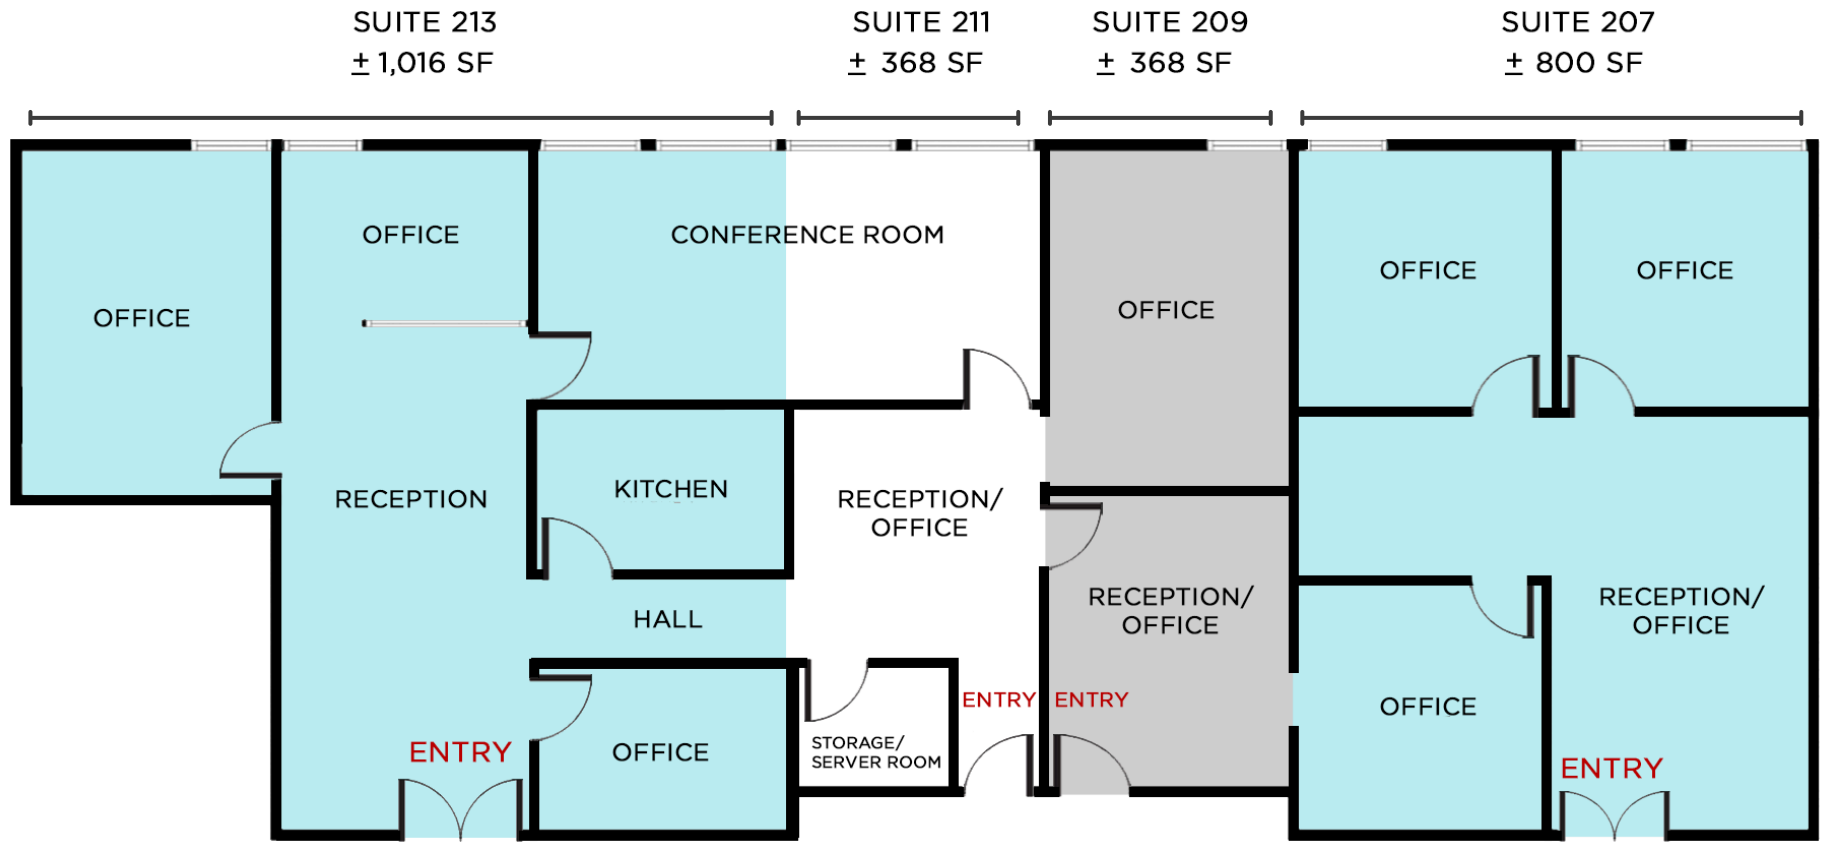 SUITE 213
± 1,016 SF
SUITE 211
± 368 SF
SUITE 209
± 368 SF
SUITE 207
± 800 SF
OFFICE
OFFICE
CONFERENCE ROOM
OFFICE
OFFICE
OFFICE
RECEPTION
KITCHEN
RECEPTION/
OFFICE
HALL
RECEPTION/
OFFICE
RECEPTION/
OFFICE
ENTRY
ENTRY
OFFICE
ENTRY
OFFICE
STORAGE/
SERVER ROOM
ENTRY